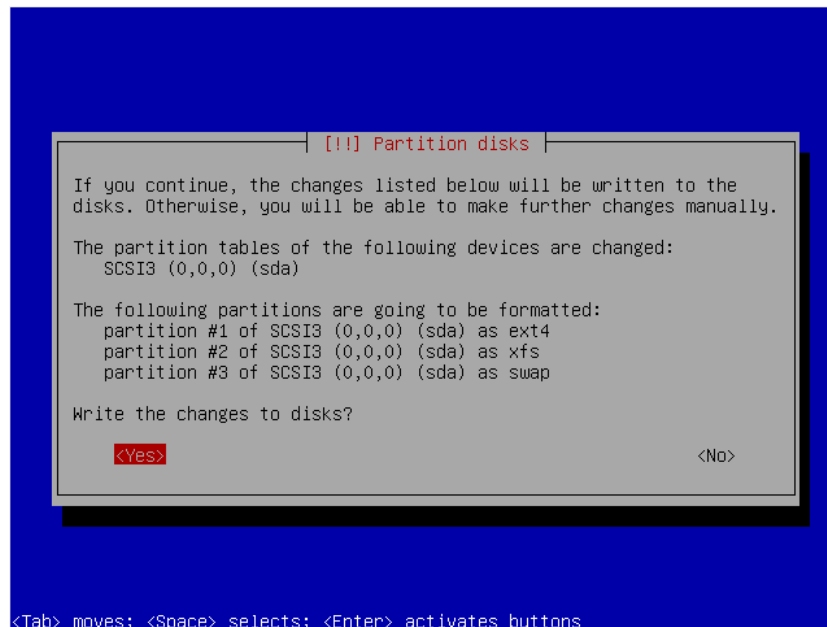 [!!] Partition disks
If you continue, the changes listed below will be written to the
disks. Otherwise, you will be able to make further changes manually.
The partition tables of the following devices are changed:
SCSI3 (0,0,0) (sda)
The following partitions are going to be formatted:
partition #1 of SCSI3 (0,0,0) (sda) as ext4
partition #2 of SCSI3 (0,0,0) (sda) as xfs
partition #3 of SCSI3 (0,0,0) (sda) as swap
Write the changes to disks?
<Yes> <No>
<Tab> moves; <Space> selects; <Enter> activates buttons